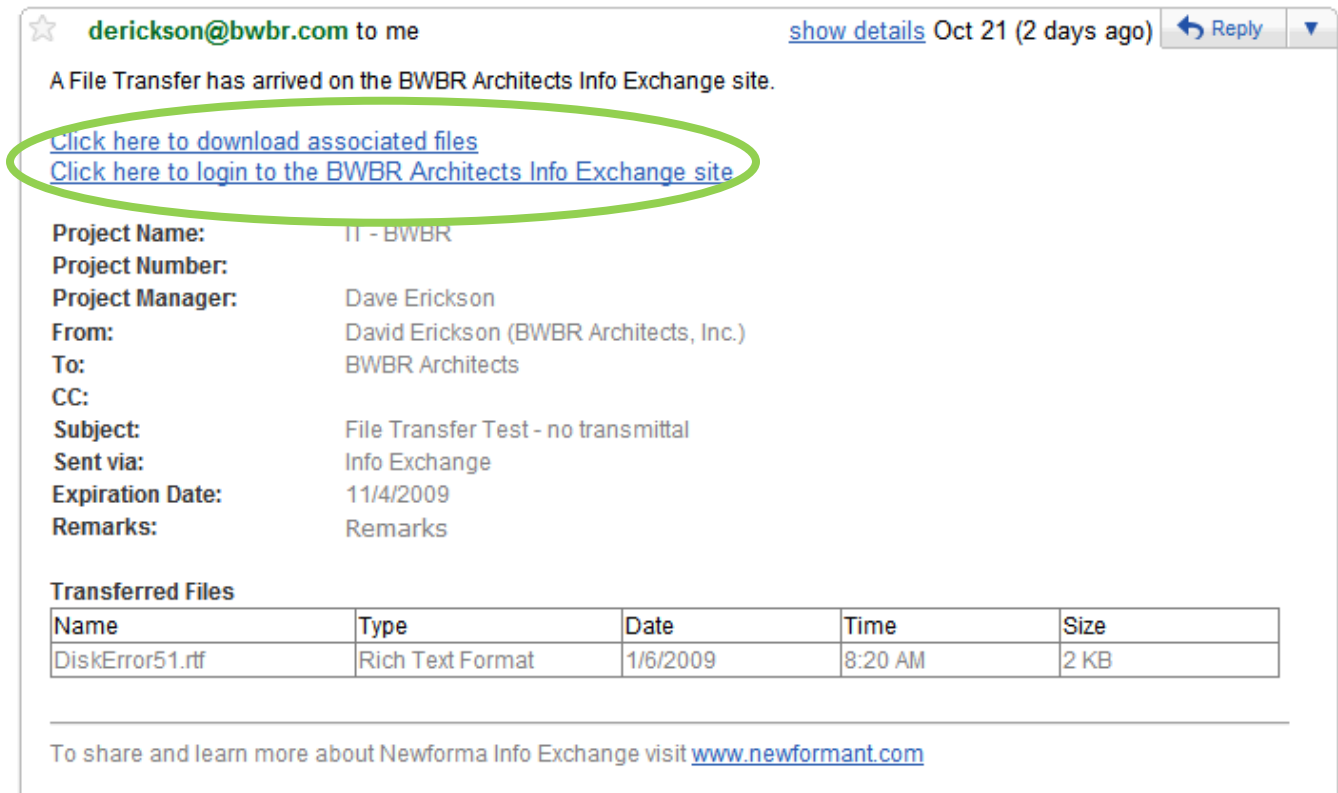 derickson@bwbr.com to me show details Oct 21 (2 days ago) Reply
A File Transfer has arrived on the BWBR Architects Info Exchange site.
Click here to download associated files
Click here to login to the BWBR Architects Info Exchange site
Project Name: IT - BWBR
Project Number:
Project Manager: Dave Erickson
From: David Erickson (BWBR Architects, Inc.)
To: BWBR Architects
CC:
Subject: File Transfer Test - no transmittal
Sent via: Info Exchange
Expiration Date: 11/4/2009
Remarks: Remarks
Transferred Files
Name Type Date Time Size
DiskError51.rtf Rich Text Format 1/6/2009 8:20 AM 2 KB
To share and learn more about Newforma Info Exchange visit www.newformant.com